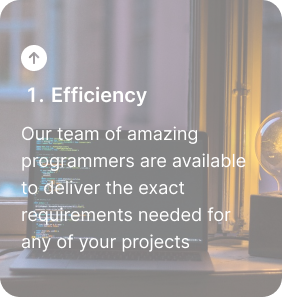 1. Efficiency
Our team of amazing
programmers are available
to deliver the exact
requirements needed for
any of your projects